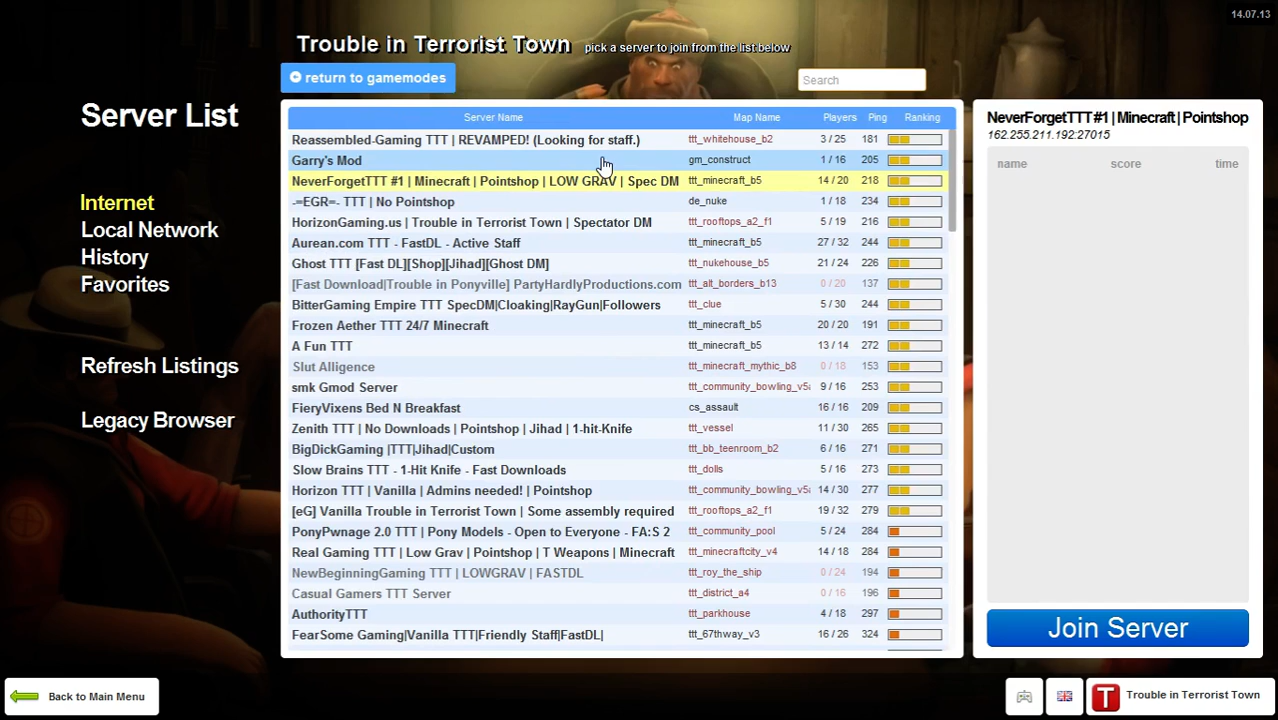 14.07.13
Trouble in Terrorist Town pick a server to join from the list below
return to gamemodes
Search
Server List
Internet
Local Network
History
Favorites
Refresh Listings
Legacy Browser
Server Name Map Name Players Ping Ranking
Reassembled-Gaming TTT | REVAMPED! (Looking for staff.) ttt_whitehouse_b2 3 / 25 181
Garry's Mod gm_construct 1 / 16 205
NeverForgetTTT #1 | Minecraft | Pointshop | LOW GRAV | Spec DM ttt_minecraft_b5 14 / 20 218
-=EGR=- TTT | No Pointshop de_nuke 1 / 18 234
HorizonGaming.us | Trouble in Terrorist Town | Spectator DM ttt_rooftops_a2_f1 5 / 19 216
Aurean.com TTT - FastDL - Active Staff ttt_minecraft_b5 27 / 32 244
Ghost TTT [Fast DL][Shop][Jihad][Ghost DM] ttt_nukehouse_b5 21 / 24 226
[Fast Download|Trouble in Ponyville] PartyHardlyProductions.com ttt_alt_borders_b13 0 / 20 137
BitterGaming Empire TTT SpecDM|Cloaking|RayGun|Followers ttt_clue 5 / 30 244
Frozen Aether TTT 24/7 Minecraft ttt_minecraft_b5 20 / 20 191
A Fun TTT ttt_minecraft_b5 13 / 14 272
Slut Alligence ttt_minecraft_mythic_b8 0 / 18 153
smk Gmod Server ttt_community_bowling_v5a 9 / 16 253
FieryVixens Bed N Breakfast cs_assault 16 / 16 209
Zenith TTT | No Downloads | Pointshop | Jihad | 1-hit-Knife ttt_vessel 11 / 30 265
BigDickGaming |TTT|Jihad|Custom ttt_bb_teenroom_b2 6 / 16 271
Slow Brains TTT - 1-Hit Knife - Fast Downloads ttt_dolls 5 / 16 273
Horizon TTT | Vanilla | Admins needed! | Pointshop ttt_community_bowling_v5a 14 / 30 277
[eG] Vanilla Trouble in Terrorist Town | Some assembly required ttt_rooftops_a2_f1 19 / 32 279
PonyPwnage 2.0 TTT | Pony Models - Open to Everyone - FA:S 2 ttt_community_pool 5 / 24 284
Real Gaming TTT | Low Grav | Pointshop | T Weapons | Minecraft ttt_minecraftcity_v4 14 / 18 284
NewBeginningGaming TTT | LOWGRAV | FASTDL ttt_roy_the_ship 0 / 24 194
Casual Gamers TTT Server ttt_district_a4 0 / 16 196
AuthorityTTT ttt_parkhouse 4 / 18 297
FearSome Gaming|Vanilla TTT|Friendly Staff|FastDL| ttt_67thway_v3 16 / 26 324
NeverForgetTTT #1 | Minecraft | Pointshop
162.255.211.192:27015
name score time
Join Server
Back to Main Menu
T Trouble in Terrorist Town